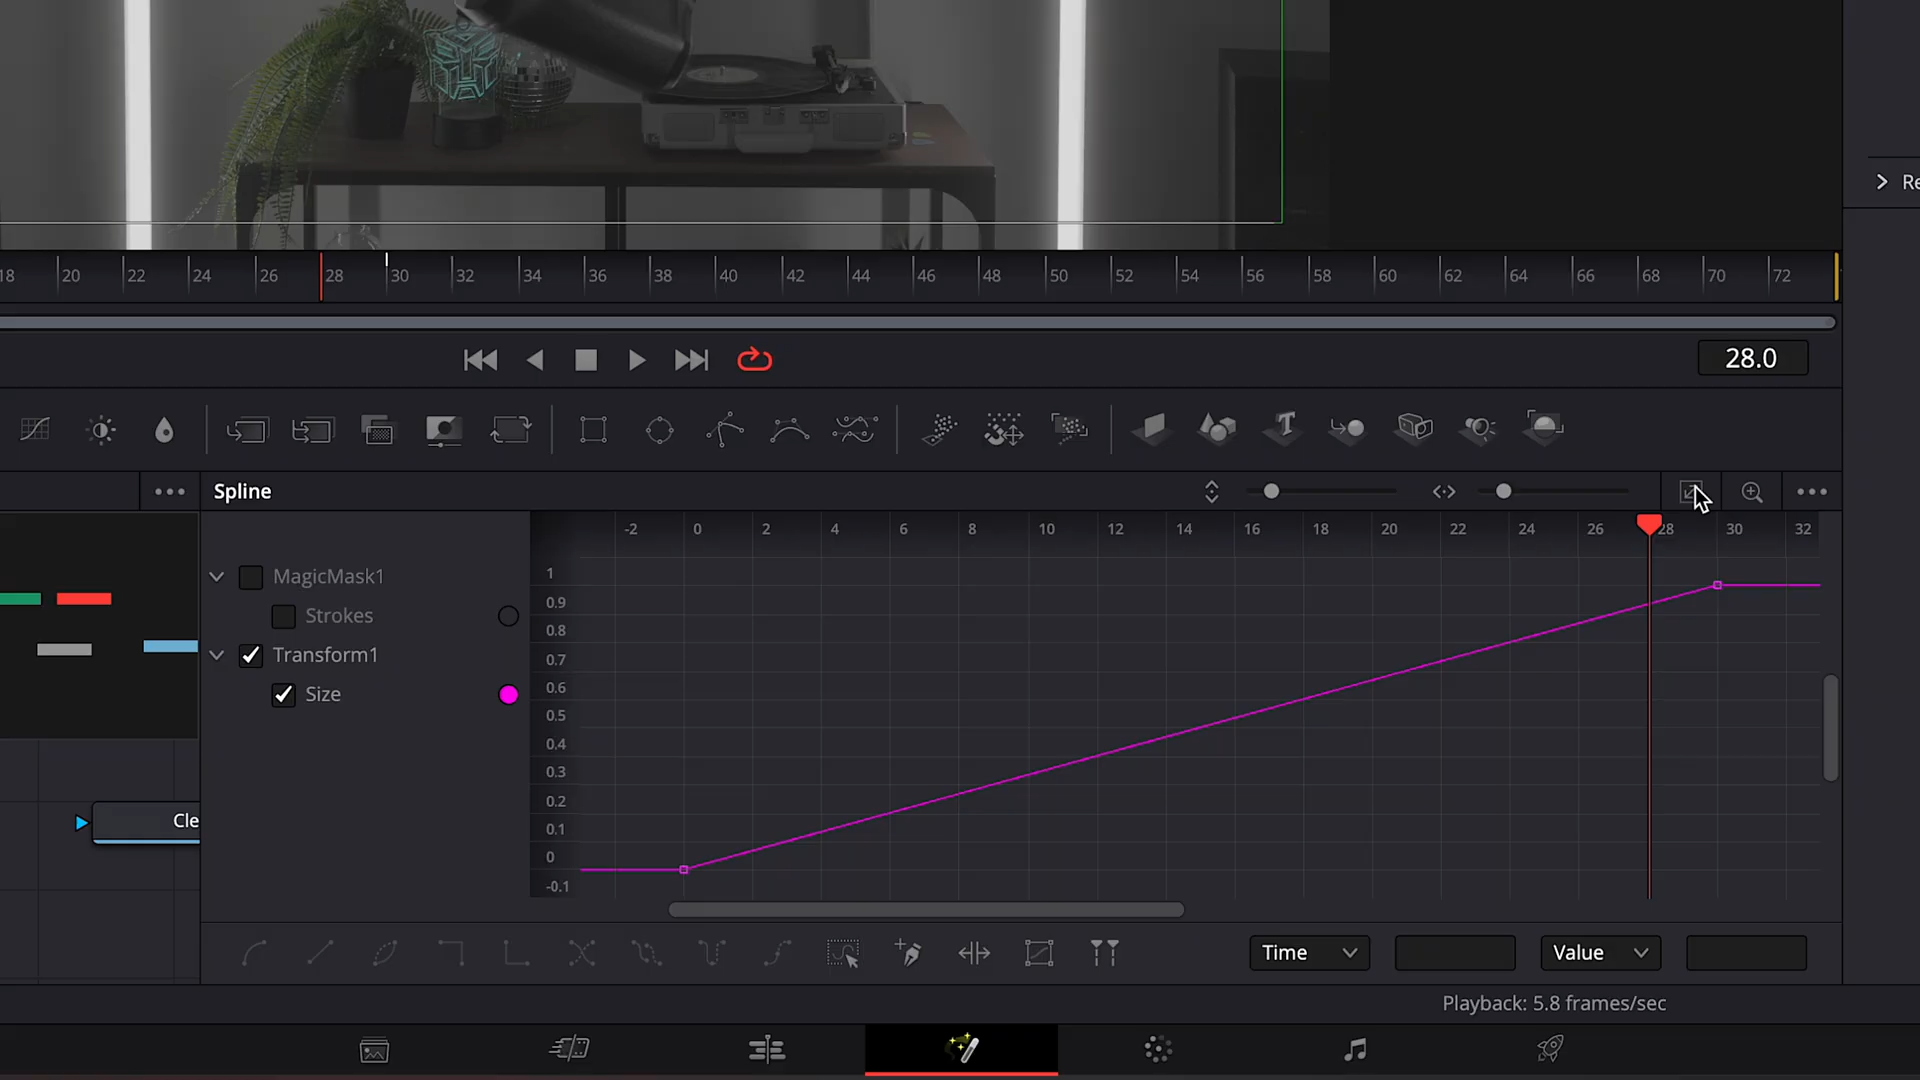 18 20 22 24 26 28 30 32 34 36 38 40 42 44 46 48 50 52 54 56 58 60 62 64 66 68 70 72
Re
28.0
Spline
-2 0 2 4 6 8 10 12 14 16 18 20 22 24 26 28 30 32
MagicMask1
Strokes
Transform1
Size
1
0.9
0.8
0.7
0.6
0.5
0.4
0.3
0.2
0.1
0
-0.1
Cle
Time
Value
Playback: 5.8 frames/sec